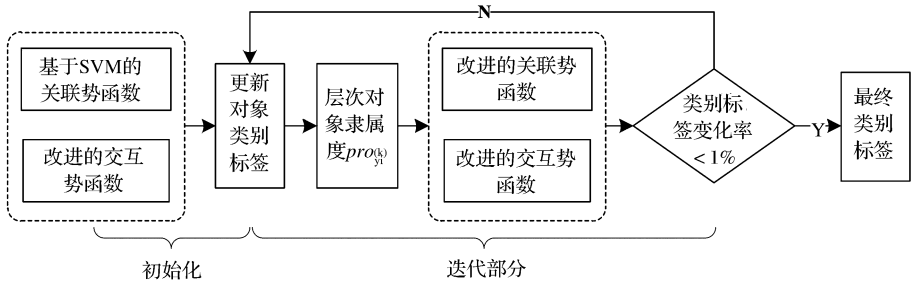 N
基于SVM的
关联势函数
改进的交互
势函数
更新
对象
类别
标签
层次对
象隶属
度pro(k)yi
改进的关联势
函数
改进的交互势
函数
类别标
签变化率
<1%
Y
最终
类别
标签
初始化
迭代部分